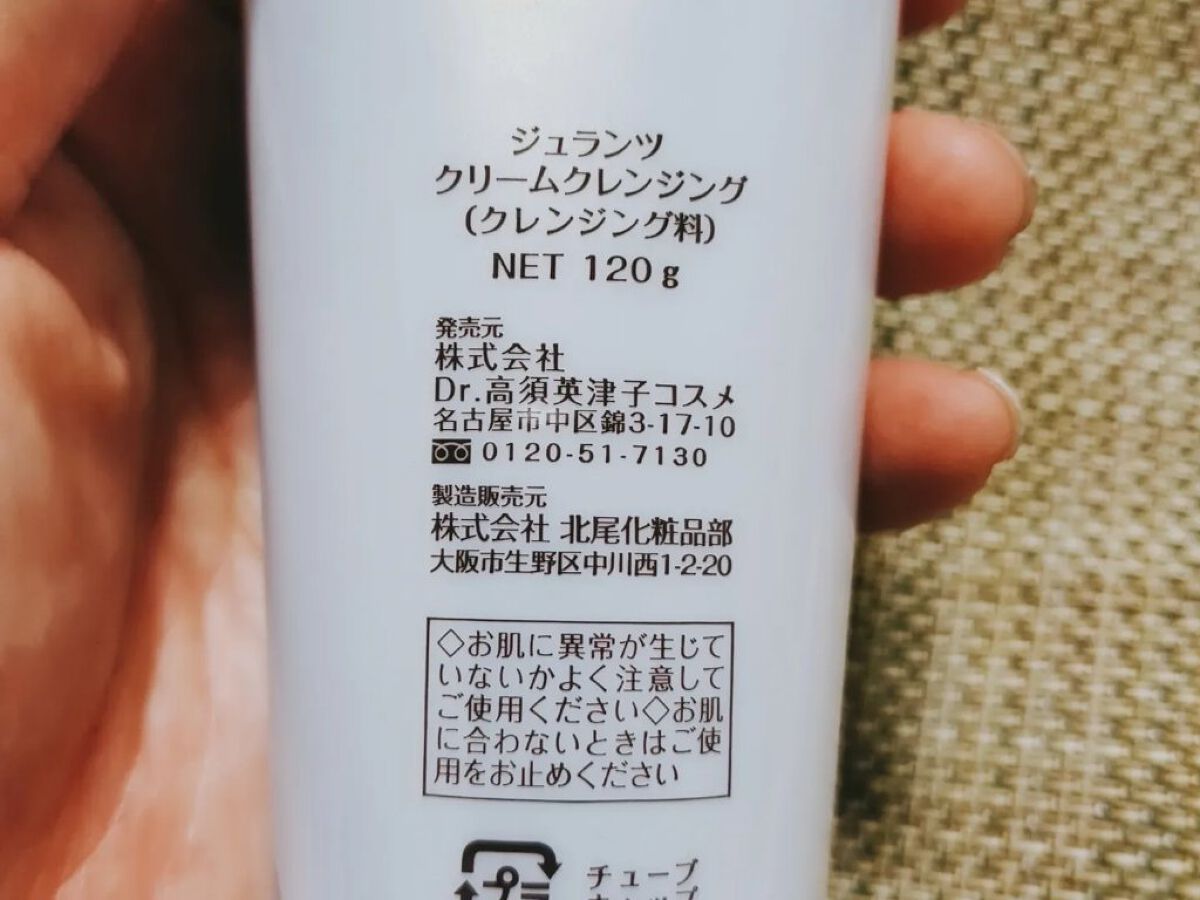 ジュランツ
クリームクレンジング
(クレンジング料)
NET 120g
発売元
株式会社
Dr.高須英津子コスメ
名古屋市中区錦3-17-10
0120-51-7130
製造販売元
株式会社 北尾化粧品部
大阪市生野区中川西1-2-20
◇お肌に異常が生じて
いないかよく注意して
ご使用ください◇お肌
に合わないときはご使
用をお止めください
チューブ